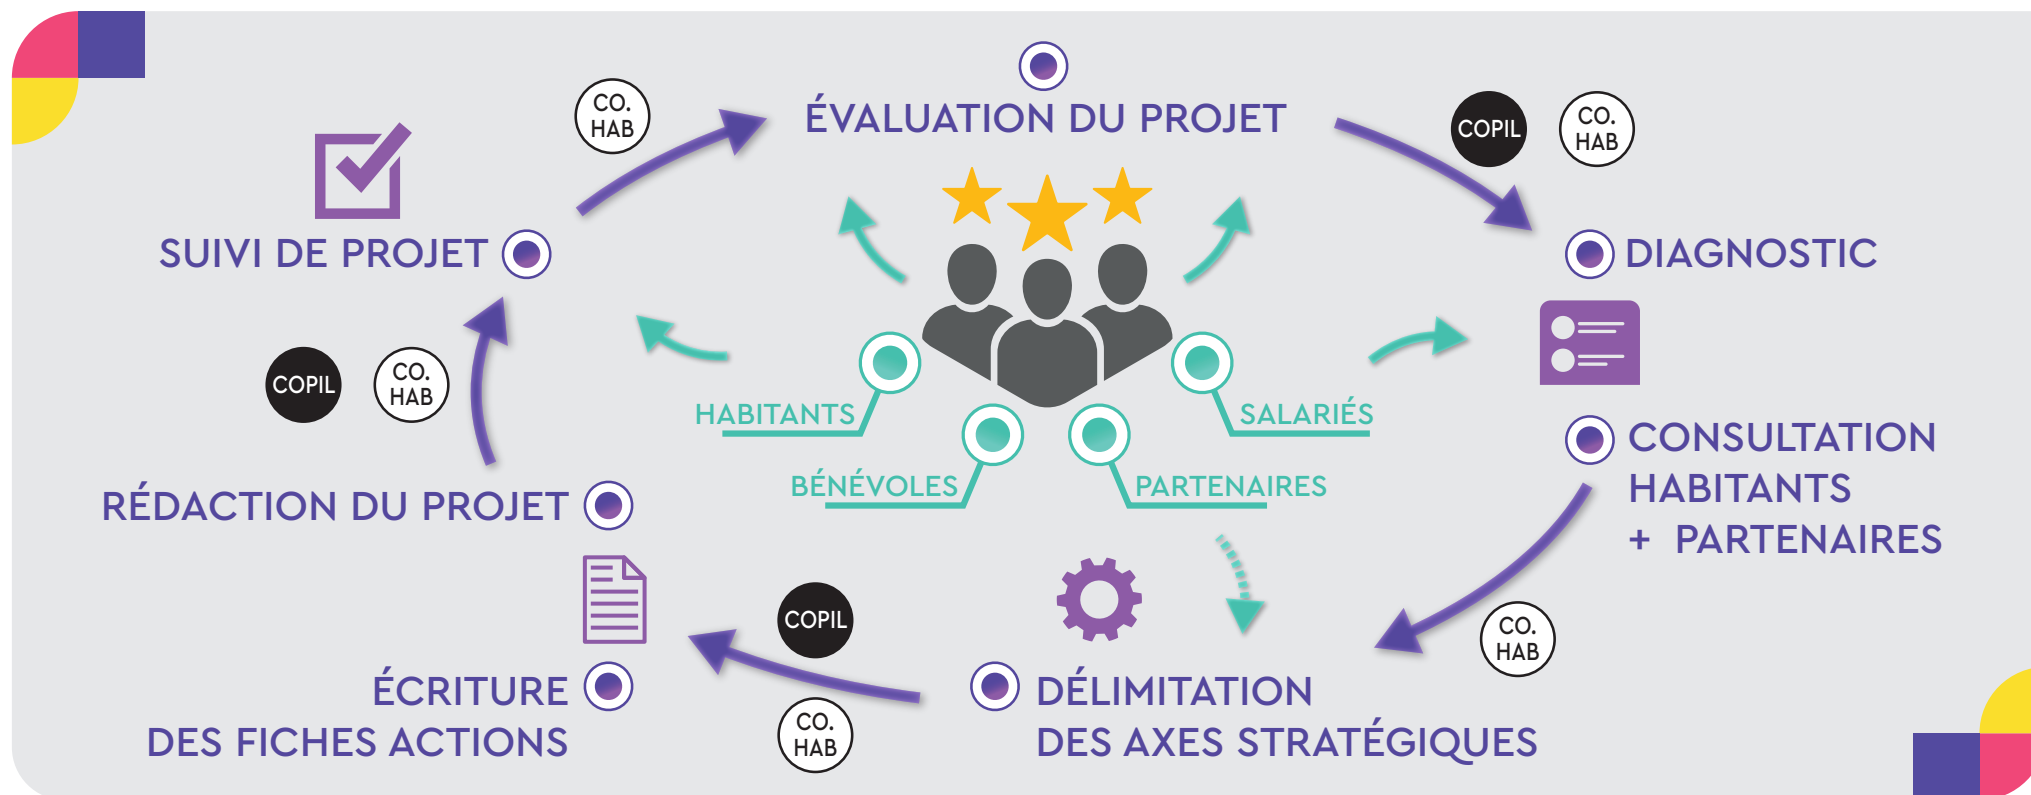 ÉVALUATION DU PROJET
CO.
HAB
COPIL
CO.
HAB
DIAGNOSTIC
CONSULTATION
HABITANTS
+ PARTENAIRES
CO.
HAB
DÉLIMITATION
DES AXES STRATÉGIQUES
COPIL
CO.
HAB
ÉCRITURE
DES FICHES ACTIONS
RÉDACTION DU PROJET
COPIL
CO.
HAB
SUIVI DE PROJET
HABITANTS
BÉNÉVOLES
PARTENAIRES
SALARIÉS